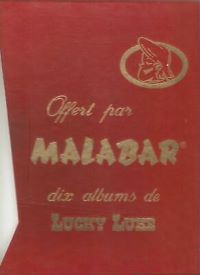 Offert par
MALABAR®
dix albums de
LUCKY LUKE